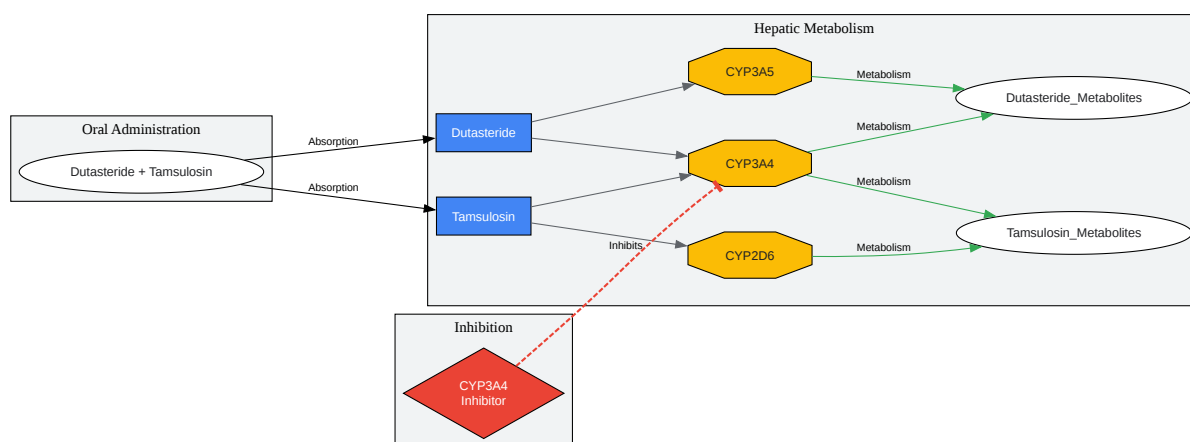 Hepatic Metabolism
CYP3A5
Metabolism
Dutasteride_Metabolites
Oral Administration
Absorption
Dutasteride
Metabolism
Dutasteride + Tamsulosin
CYP3A4
Absorption
Metabolism
Tamsulosin
Tamsulosin_Metabolites
Inhibits
CYP2D6
Metabolism
Inhibition
CYP3A4
Inhibitor